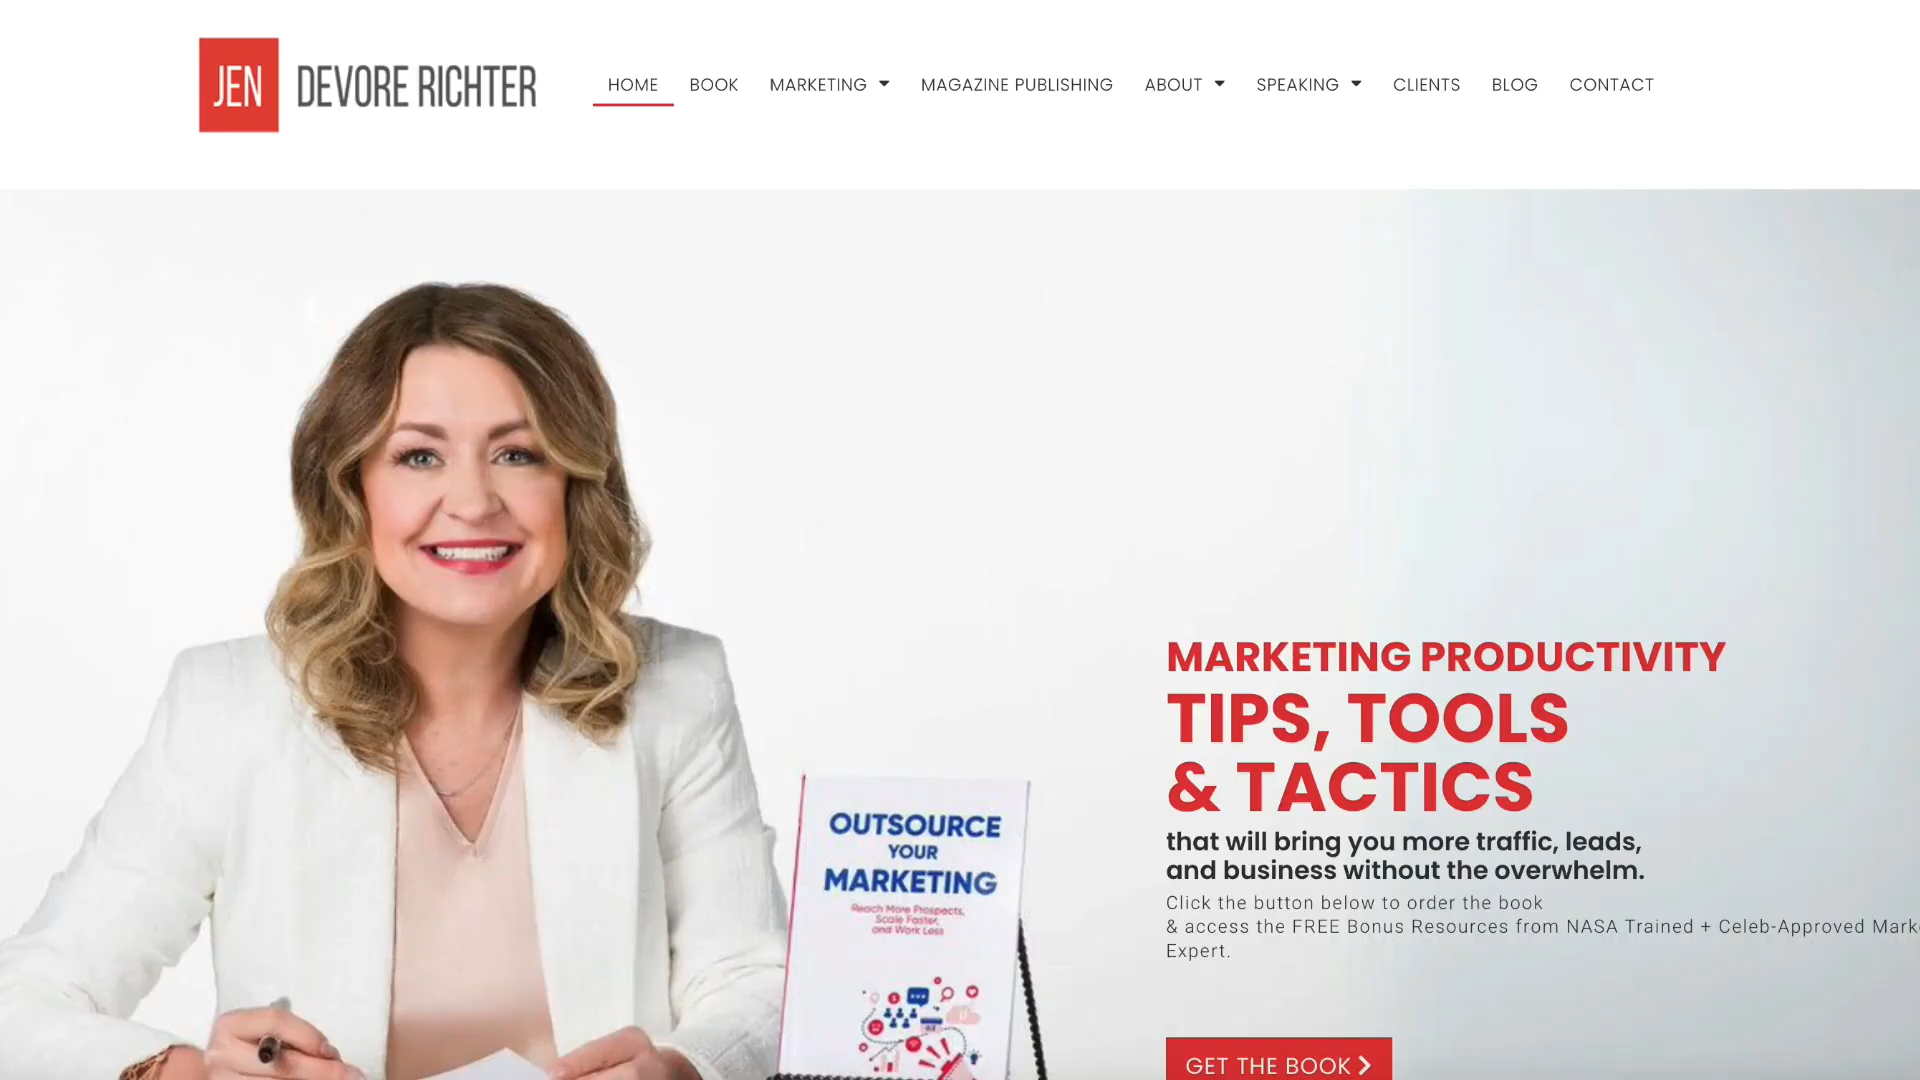 JEN DEVORE RICHTER
HOME BOOK MARKETING MAGAZINE PUBLISHING ABOUT SPEAKING CLIENTS BLOG CONTACT
MARKETING PRODUCTIVITY
TIPS, TOOLS
& TACTICS
that will bring you more traffic, leads,
and business without the overwhelm.
Click the button below to order the book
& access the FREE Bonus Resources from NASA Trained + Celeb-Approved Mark
Expert.
GET THE BOOK
OUTSOURCE
YOUR
MARKETING
Reach More Prospects,
Scale Faster,
and Work Less